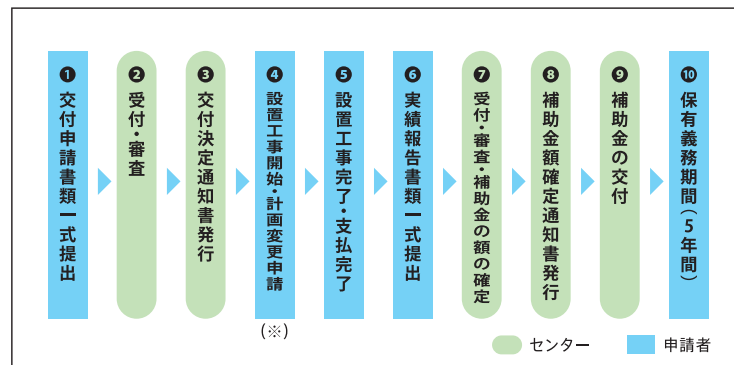 ❶交付申請書類一式提出
❷受付・審査
❸交付決定通知書発行
❹設置工事開始・計画変更申請
(※)
❺設置工事完了・支払完了
❻実績報告書類一式提出
❼受付・審査・補助金の額の確定
❽補助金額確定通知書発行
❾補助金の交付
❿保有義務期間(5年間)
センター
申請者